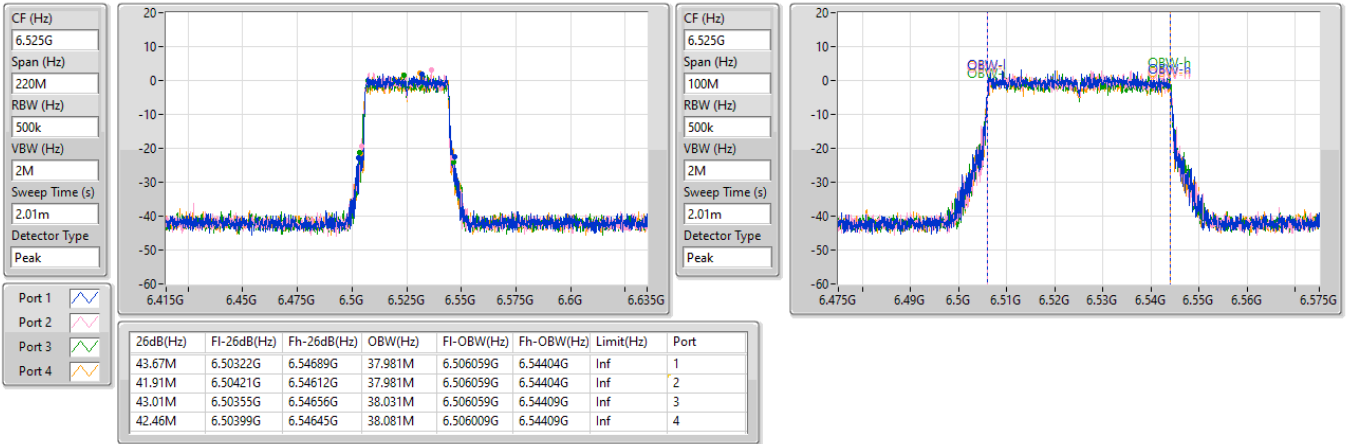 CF (Hz)
6.525G
Span (Hz)
220M
RBW (Hz)
500k
VBW (Hz)
2M
Sweep Time (s)
2.01m
Detector Type
Peak
20
10
0
-10
-20
-30
-40
-50
-60
6.415G 6.45G 6.475G 6.5G 6.525G 6.55G 6.575G 6.6G 6.635G
CF (Hz)
6.525G
Span (Hz)
100M
RBW (Hz)
500k
VBW (Hz)
2M
Sweep Time (s)
2.01m
Detector Type
Peak
20
10
0
-10
-20
-30
-40
-50
-60
OBW-l
OBW-h
6.475G 6.49G 6.5G 6.51G 6.52G 6.53G 6.54G 6.55G 6.56G 6.575G
Port 1
Port 2
Port 3
Port 4
26dB(Hz) Fl-26dB(Hz) Fh-26dB(Hz) OBW(Hz) Fl-OBW(Hz) Fh-OBW(Hz) Limit(Hz) Port
43.67M 6.50322G 6.54689G 37.981M 6.506059G 6.54404G Inf 1
41.91M 6.50421G 6.54612G 37.981M 6.506059G 6.54404G Inf 2
43.01M 6.50355G 6.54656G 38.031M 6.506059G 6.54409G Inf 3
42.46M 6.50399G 6.54645G 38.081M 6.506009G 6.54409G Inf 4